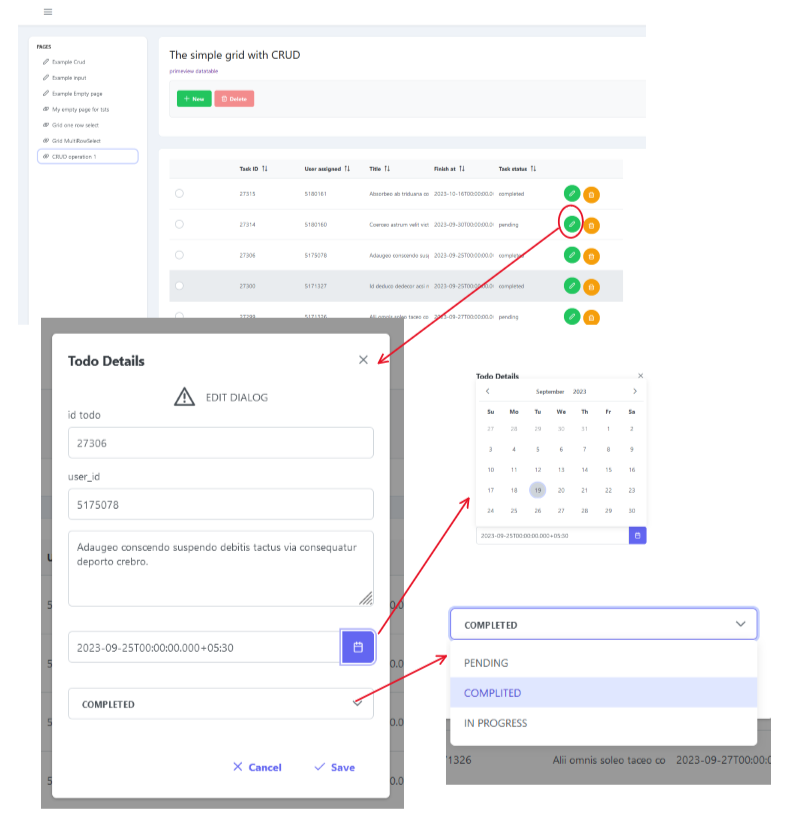 PAGES
Example Crud
Example input
Example Empty page
My empty page for tsts
Grid one row select
Grid MultiRowSelect
CRUD operation 1
The simple grid with CRUD
primeview datatable
+ New
Delete
Task ID User assigned Title Finish at Task status
27315 5180161 Absorbeo ab triduana co 2023-10-16T00:00:00.0 completed
27314 5180160 Coerceo astrum velit visi 2023-09-30T00:00:00.0 pending
27306 5175078 Adaugeo conscendo sus 2023-09-25T00:00:00.0 completed
27300 5171327 Id deduco dedecor acsi 2023-09-25T00:00:00.0 completed
27299 5171326 Alii omnis soleo taceo co 2023-09-27T00:00:00.0 pending
Todo Details
EDIT DIALOG
id todo
27306
user_id
5175078
Adaugeo conscendo suspendo debitis tactus via consequatur
deporto crebro.
2023-09-25T00:00:00.000+05:30
COMPLETED
Cancel Save
Todo Details
September 2023
Su Mo Tu We Th Fr Sa
27 28 29 30 31 1 2
3 4 5 6 7 8 9
10 11 12 13 14 15 16
17 18 19 20 21 22 23
24 25 26 27 28 29 30
2023-09-25T00:00:00.000+05:30
COMPLETED
PENDING
COMPLITED
IN PROGRESS
1326 Alii omnis soleo taceo co 2023-09-27T00:00:0